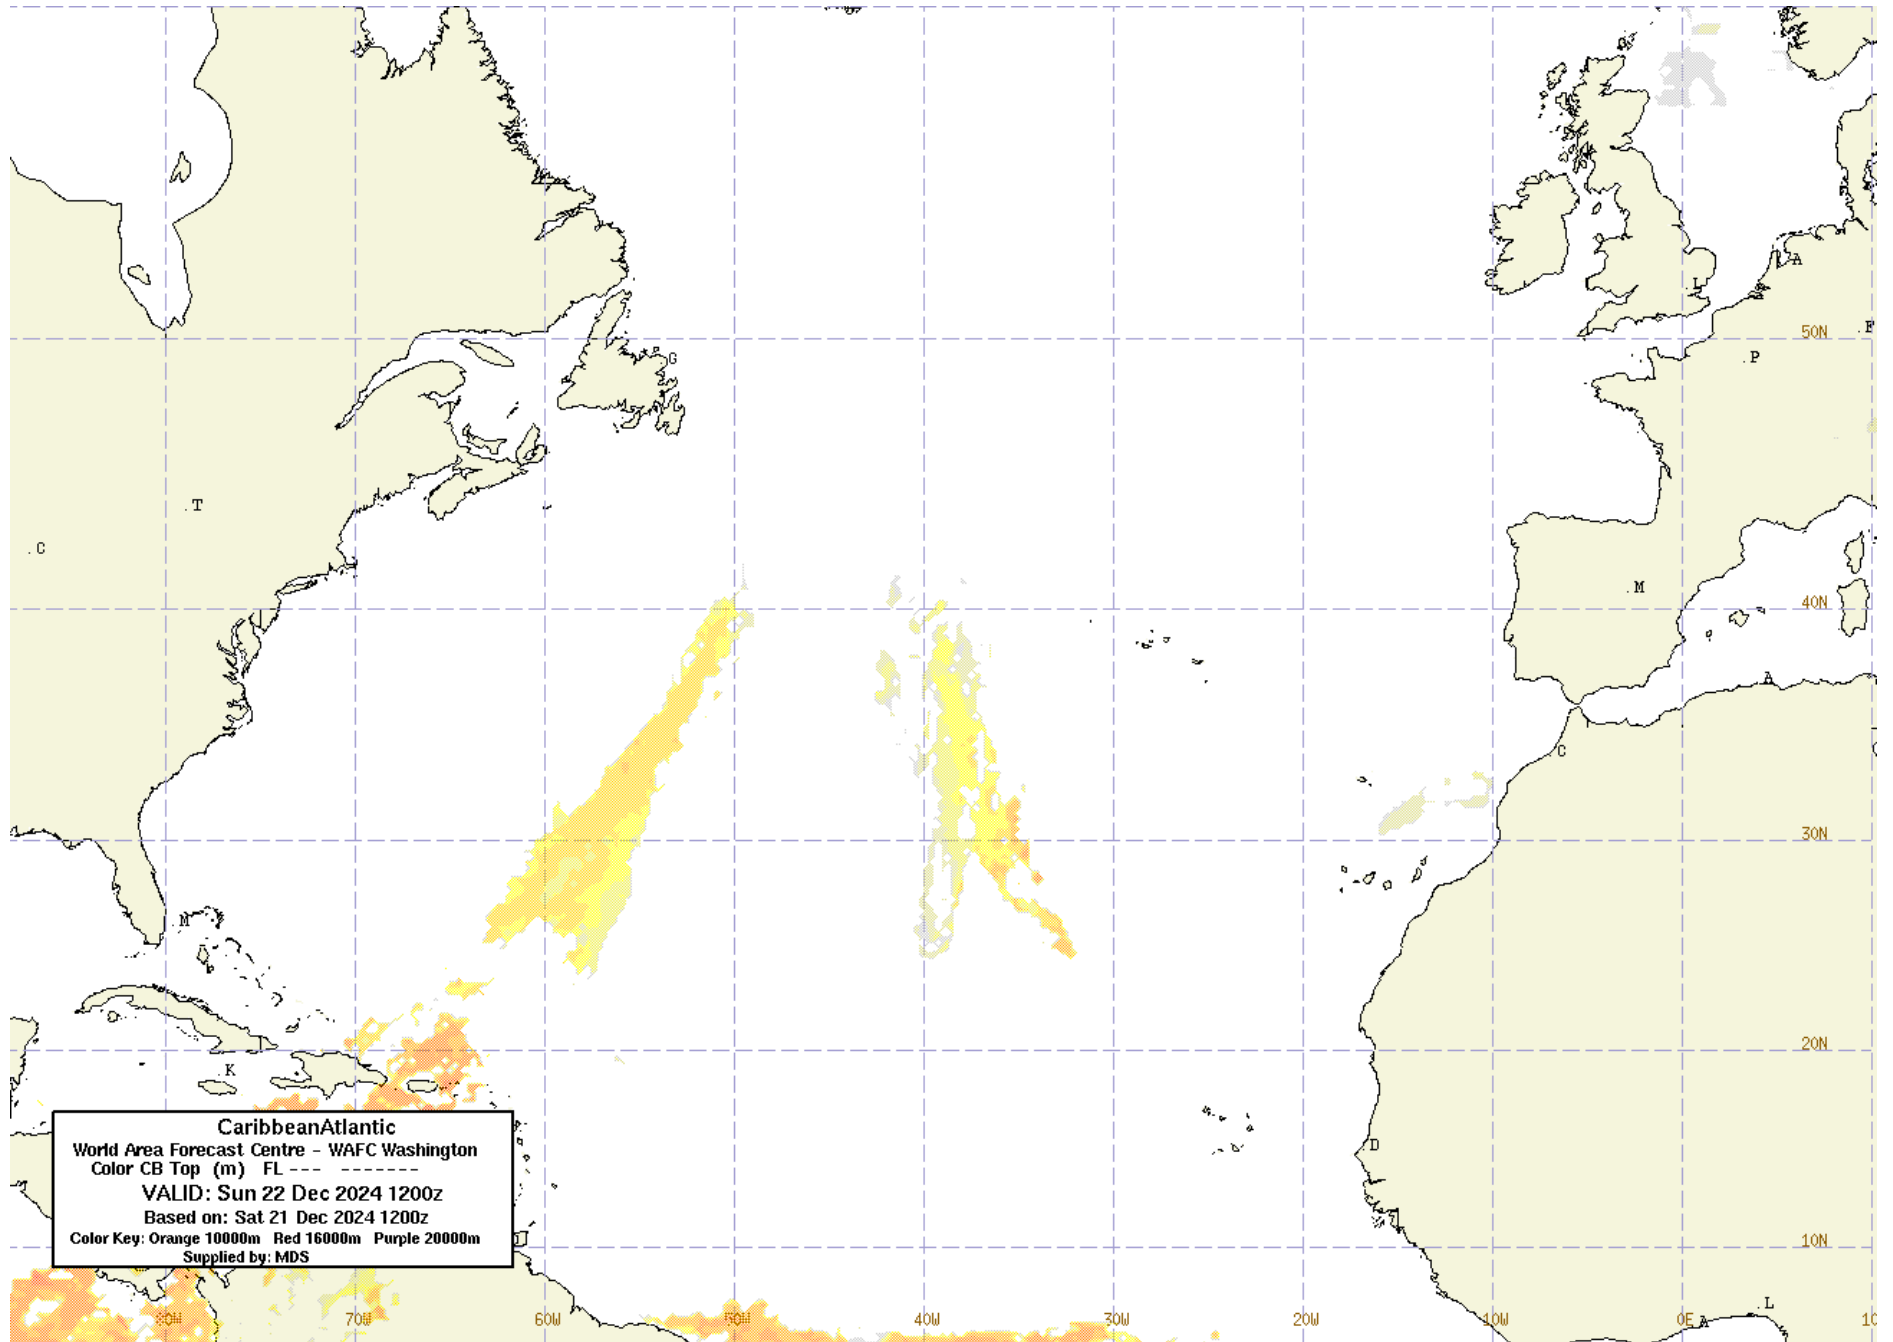 A
L
50N
F
G
P
T
C
M
40N
A
C
30N
M
20N
K
D
CaribbeanAtlantic
World Area Forecast Centre - WAFC Washington
Color CB Top (m) FL --- -------
VALID: Sun 22 Dec 2024 1200z
Based on: Sat 21 Dec 2024 1200z
Color Key: Orange 10000m Red 16000m Purple 20000m
Supplied by: MDS
10N
L
80W 70W 60W 50W 40W 30W 20W 10W 0E A